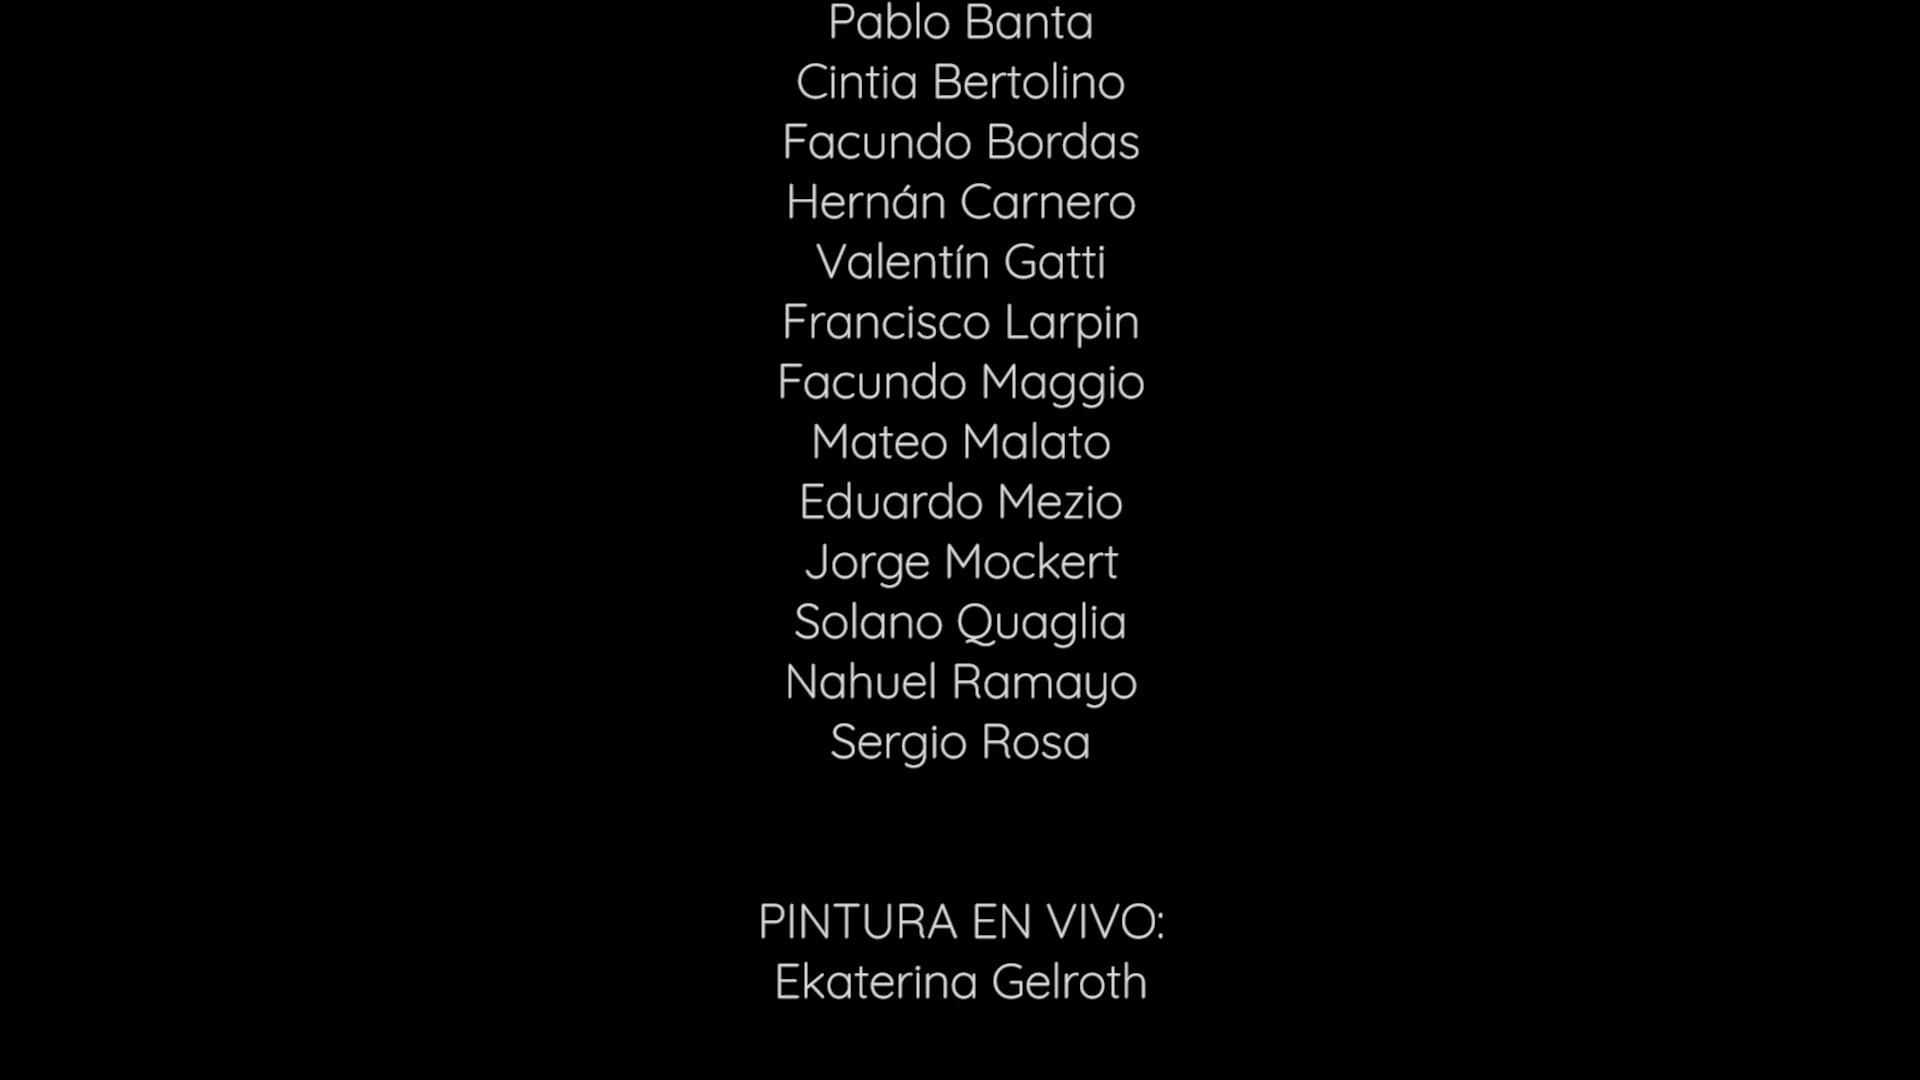 Pablo Banta
Cintia Bertolino
Facundo Bordas
Hernán Carnero
Valentín Gatti
Francisco Larpin
Facundo Maggio
Mateo Malato
Eduardo Mezio
Jorge Mockert
Solano Quaglia
Nahuel Ramayo
Sergio Rosa
PINTURA EN VIVO:
Ekaterina Gelroth